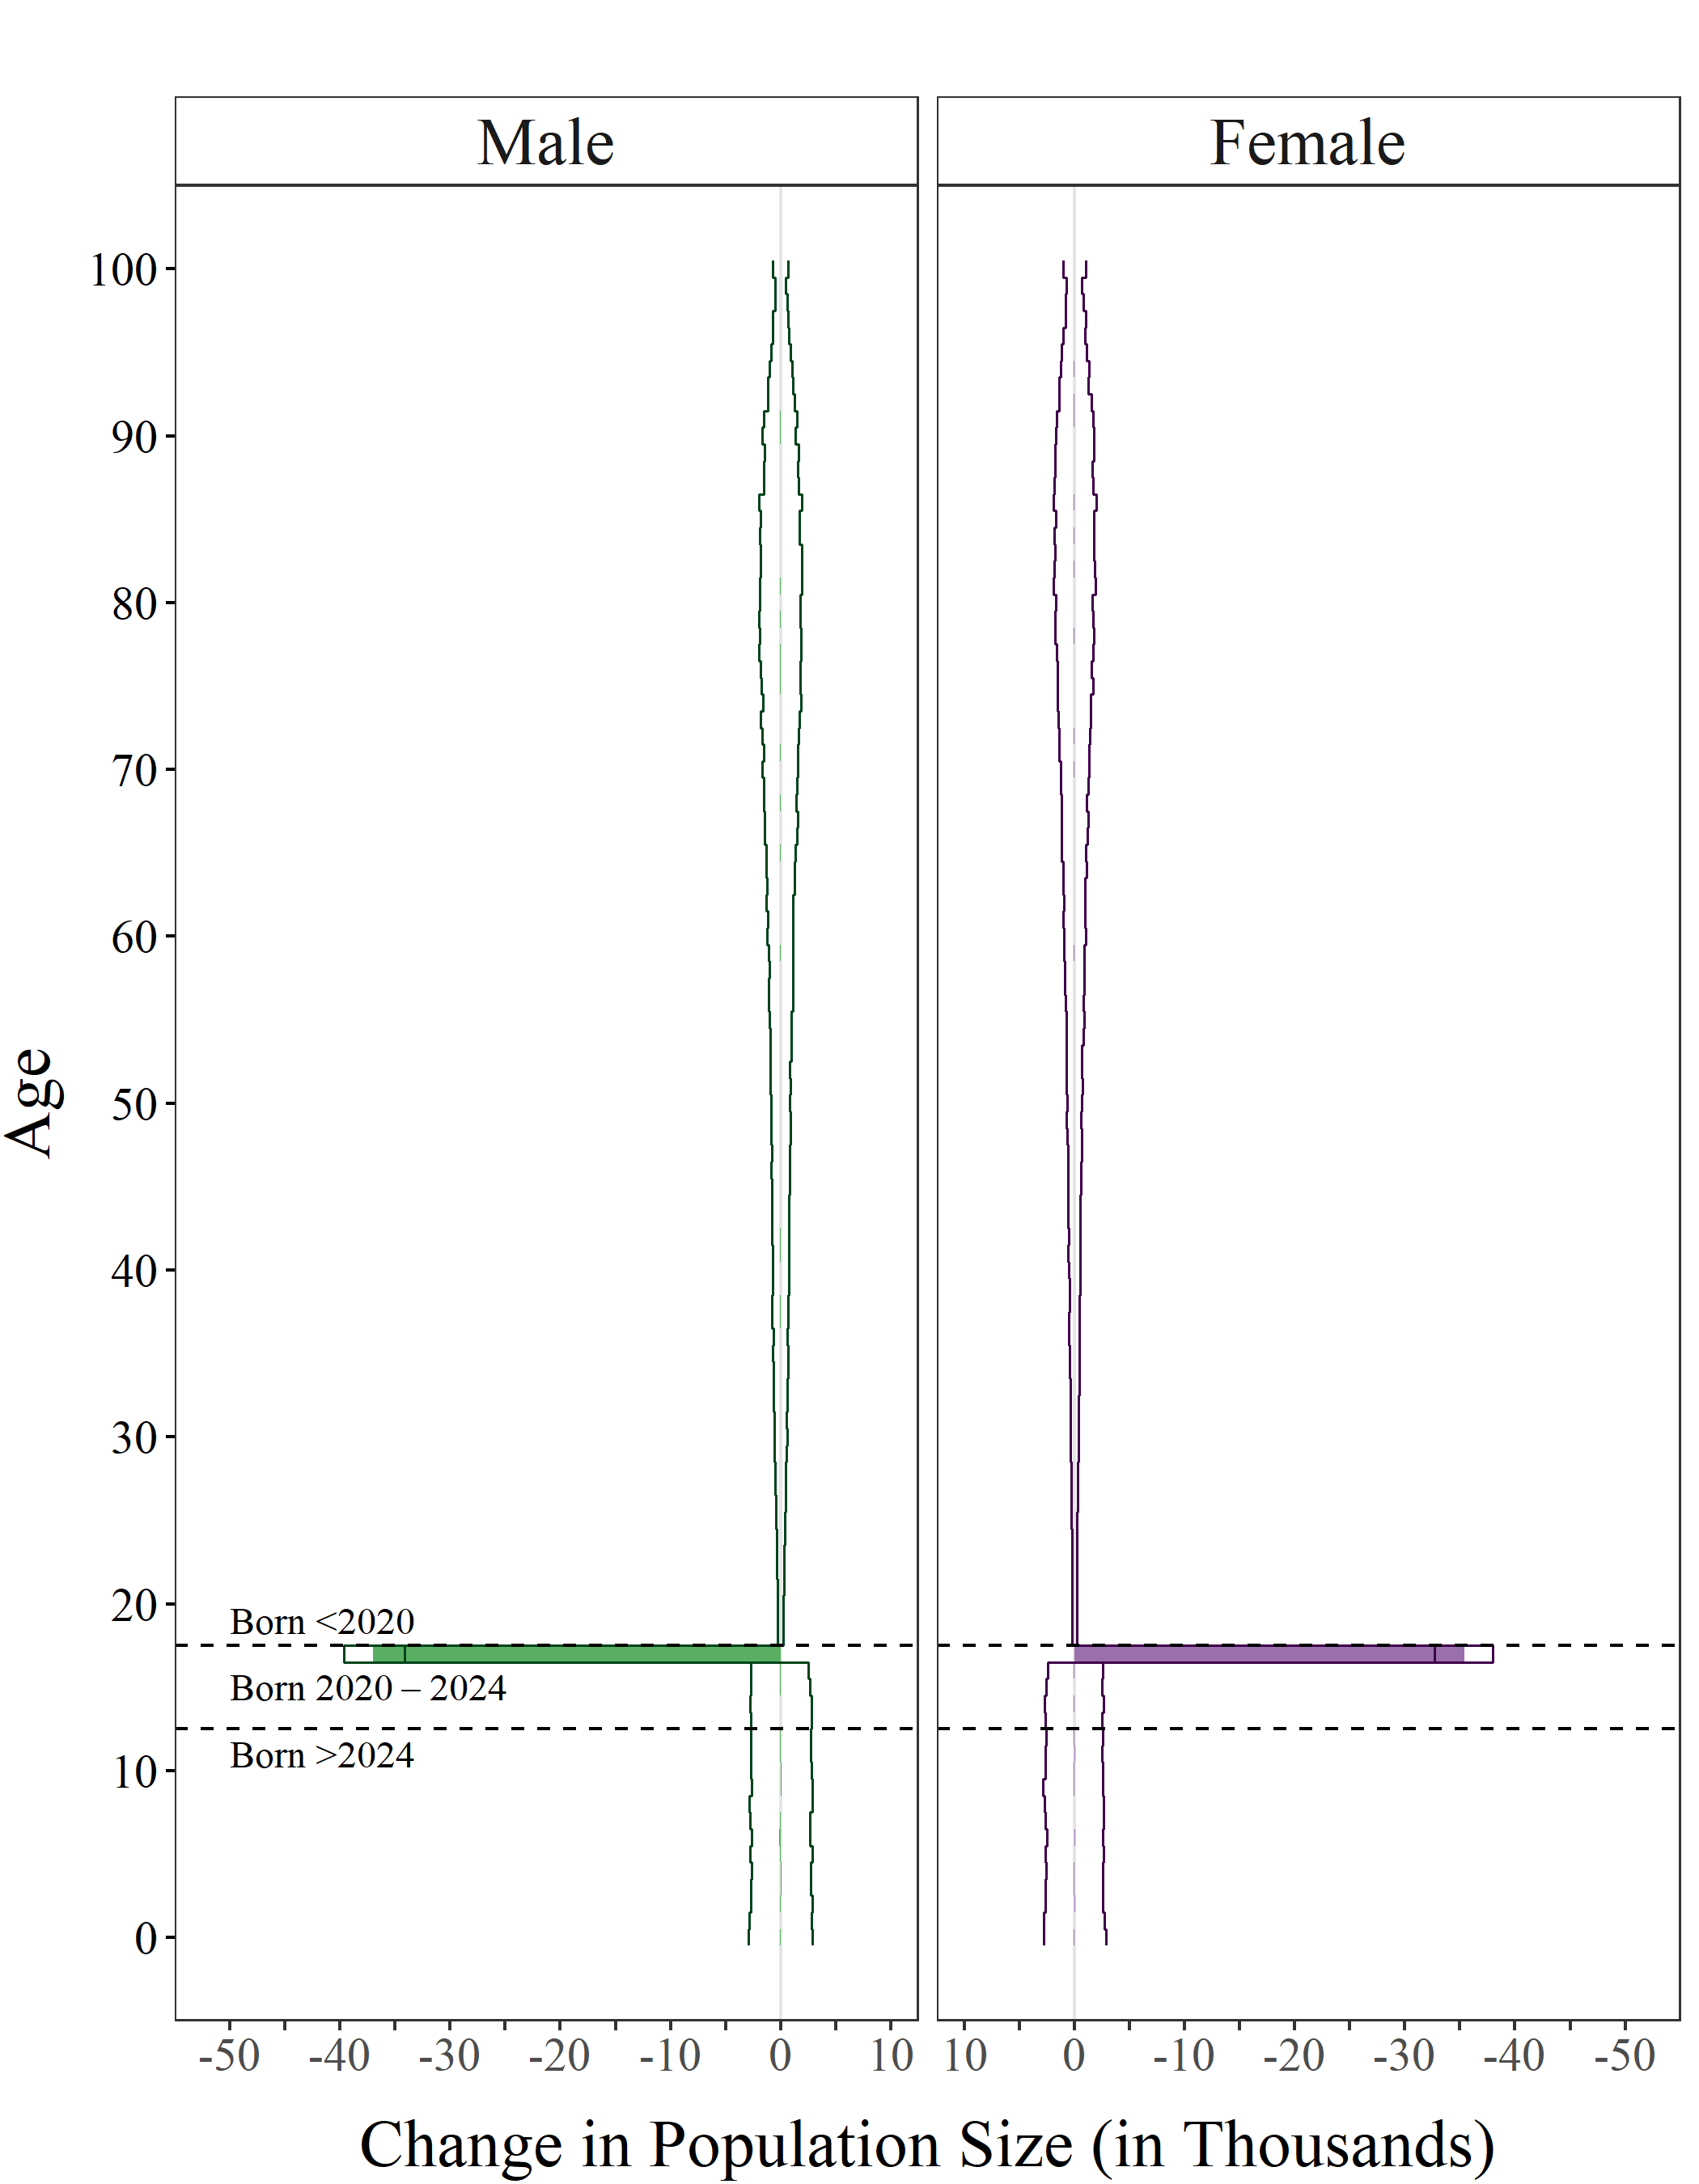 Male Female
100
90
80
70
60
50
40
30
20
10
0
Age
Born <2020
Born 2020 – 2024
Born >2024
-50 -40 -30 -20 -10 0 10 10 0 -10 -20 -30 -40 -50
Change in Population Size (in Thousands)